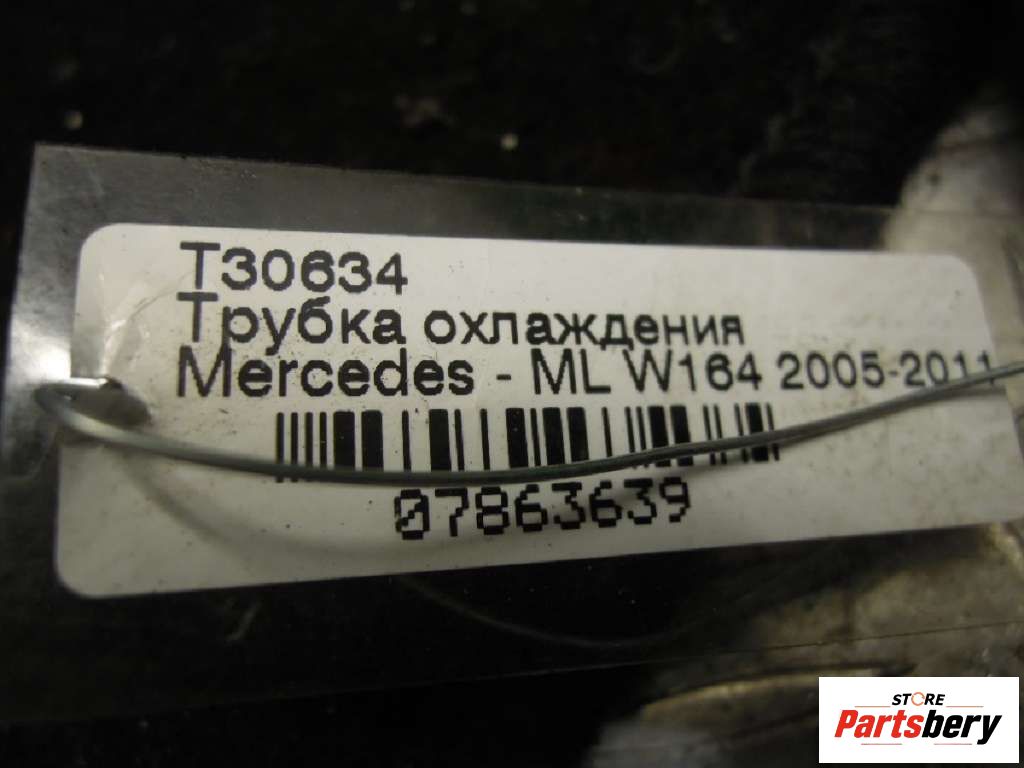 T30634
Трубка охлаждения
Mercedes - ML W164 2005-2011
07863639
STORE
Partsbery